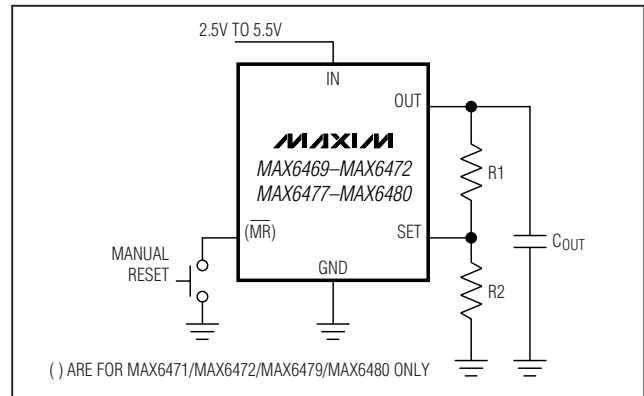 2.5V TO 5.5V
IN
OUT
MAXIM
MAX6469–MAX6472
MAX6477–MAX6480
R1
(M̅R̅)
SET
MANUAL
RESET
COUT
GND
R2
( ) ARE FOR MAX6471/MAX6472/MAX6479/MAX6480 ONLY